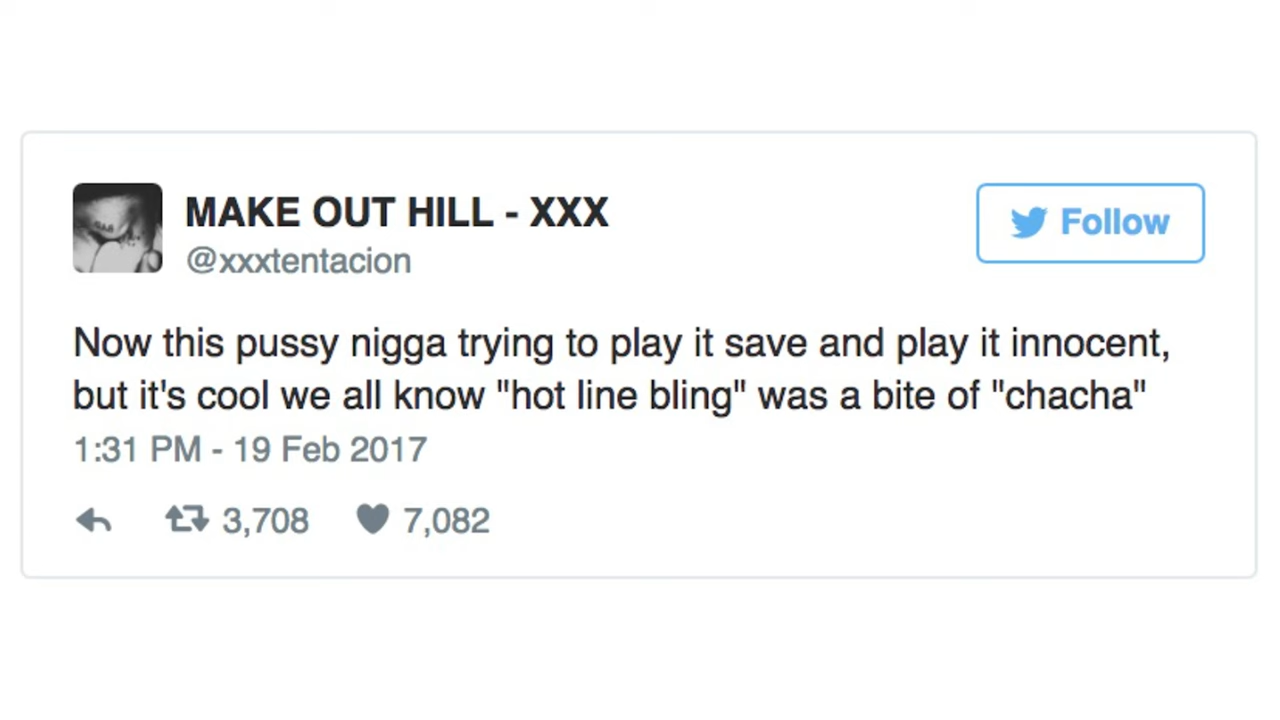 MAKE OUT HILL - XXX
@xxxtentacion
Follow
Now this pussy nigga trying to play it save and play it innocent,
but it's cool we all know "hot line bling" was a bite of "chacha"
1:31 PM - 19 Feb 2017
3,708 7,082